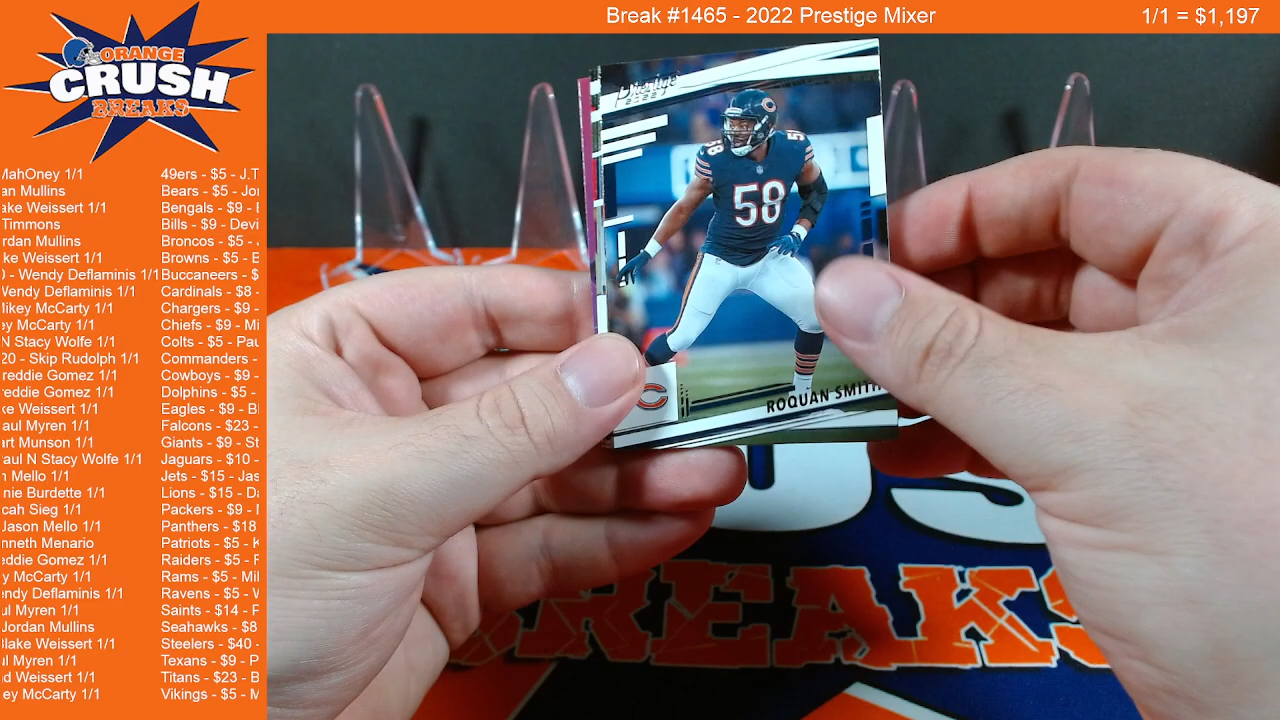 Break #1465 - 2022 Prestige Mixer
1/1 = $1,197
ORANGE
CRUSH
BREAKS
MahOney 1/1
an Mullins
ake Weissert 1/1
Timmons
rdan Mullins
ke Weissert 1/1
- Wendy Deflaminis 1/1
Wendy Deflaminis 1/1
Mikey McCarty 1/1
ey McCarty 1/1
N Stacy Wolfe 1/1
20 - Skip Rudolph 1/1
reddie Gomez 1/1
reddie Gomez 1/1
ke Weissert 1/1
aul Myren 1/1
art Munson 1/1
aul N Stacy Wolfe 1/1
n Mello 1/1
nie Burdette 1/1
cah Sieg 1/1
Jason Mello 1/1
nneth Menario
eddie Gomez 1/1
y McCarty 1/1
endy Deflaminis 1/1
ul Myren 1/1
Jordan Mullins
Blake Weissert 1/1
ul Myren 1/1
d Weissert 1/1
ey McCarty 1/1
49ers - $5 - J.T
Bears - $5 - Jor
Bengals - $9 - B
Bills - $9 - Devi
Broncos - $5 -
Browns - $5 - B
Buccaneers - $
Cardinals - $8 -
Chargers - $9 -
Chiefs - $9 - Mi
Colts - $5 - Pau
Commanders -
Cowboys - $9 -
Dolphins - $5 -
Eagles - $9 - Bl
Falcons - $23 -
Giants - $9 - St
Jaguars - $10 -
Jets - $15 - Jas
Lions - $15 - Da
Packers - $9 - M
Panthers - $18
Patriots - $5 - K
Raiders - $5 - F
Rams - $5 - Mil
Ravens - $5 - W
Saints - $14 - P
Seahawks - $8
Steelers - $40 -
Texans - $9 - P
Titans - $23 - B
Vikings - $5 - M
Prestige
2022
58
58
ROQUAN SMITH
BREAKS